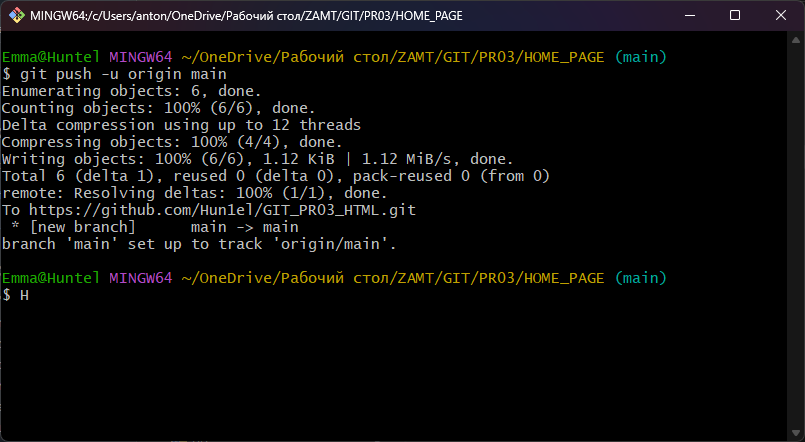 MINGW64:/c/Users/anton/OneDrive/Рабочий стол/ZAMT/GIT/PR03/HOME_PAGE
Emma@Huntel MINGW64 ~/OneDrive/Рабочий стол/ZAMT/GIT/PR03/HOME_PAGE (main)
$ git push -u origin main
Enumerating objects: 6, done.
Counting objects: 100% (6/6), done.
Delta compression using up to 12 threads
Compressing objects: 100% (4/4), done.
Writing objects: 100% (6/6), 1.12 KiB | 1.12 MiB/s, done.
Total 6 (delta 1), reused 0 (delta 0), pack-reused 0 (from 0)
remote: Resolving deltas: 100% (1/1), done.
To https://github.com/Hun1el/GIT_PR03_HTML.git
 * [new branch]      main -> main
branch 'main' set up to track 'origin/main'.
Emma@Huntel MINGW64 ~/OneDrive/Рабочий стол/ZAMT/GIT/PR03/HOME_PAGE (main)
$ H